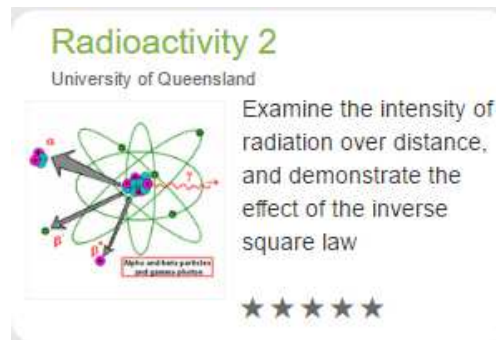 Radioactivity 2
University of Queensland
Examine the intensity of
radiation over distance,
and demonstrate the
effect of the inverse
square law
α
γ
β⁻
β⁺
Alpha and beta particles
and gamma photon